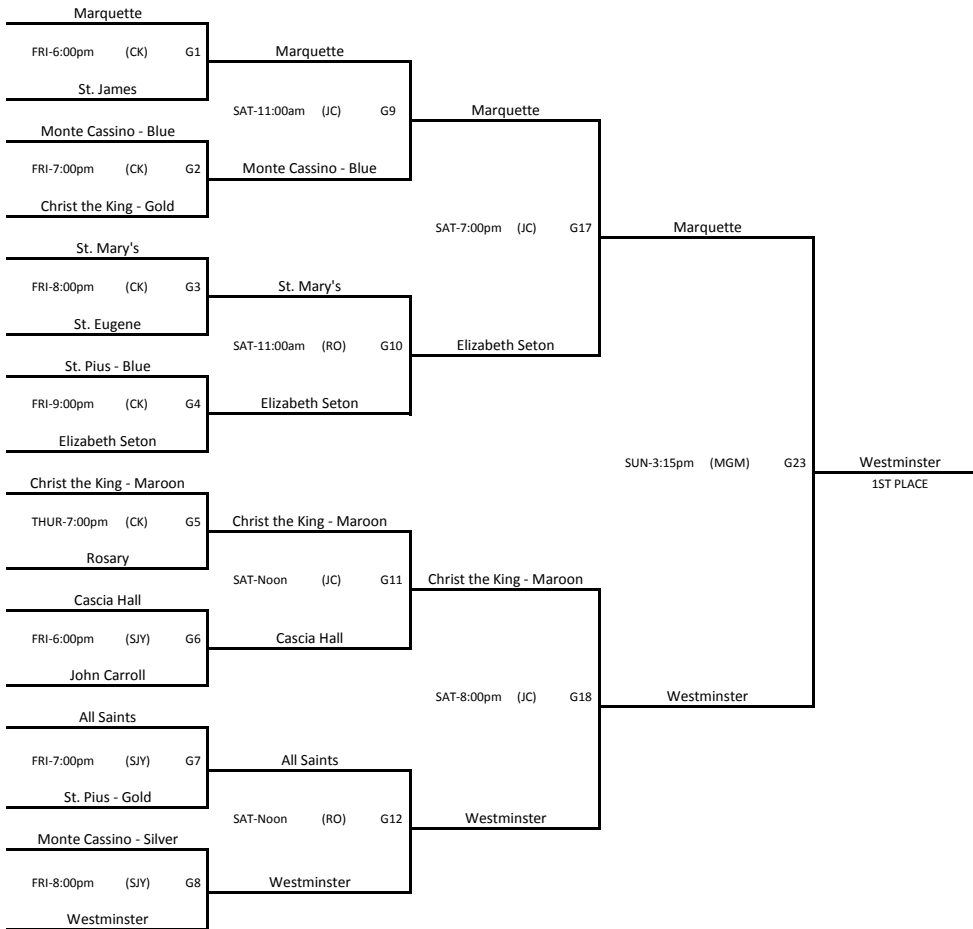 Marquette
FRI-6:00pm (CK) G1
Marquette
St. James
SAT-11:00am (JC) G9
Marquette
Monte Cassino - Blue
FRI-7:00pm (CK) G2
Monte Cassino - Blue
Christ the King - Gold
SAT-7:00pm (JC) G17
Marquette
St. Mary's
FRI-8:00pm (CK) G3
St. Mary's
St. Eugene
SAT-11:00am (RO) G10
Elizabeth Seton
St. Pius - Blue
FRI-9:00pm (CK) G4
Elizabeth Seton
Elizabeth Seton
SUN-3:15pm (MGM) G23
Westminster
1ST PLACE
Christ the King - Maroon
THUR-7:00pm (CK) G5
Christ the King - Maroon
Rosary
SAT-Noon (JC) G11
Christ the King - Maroon
Cascia Hall
FRI-6:00pm (SJY) G6
Cascia Hall
John Carroll
SAT-8:00pm (JC) G18
Westminster
All Saints
FRI-7:00pm (SJY) G7
All Saints
St. Pius - Gold
SAT-Noon (RO) G12
Westminster
Monte Cassino - Silver
FRI-8:00pm (SJY) G8
Westminster
Westminster